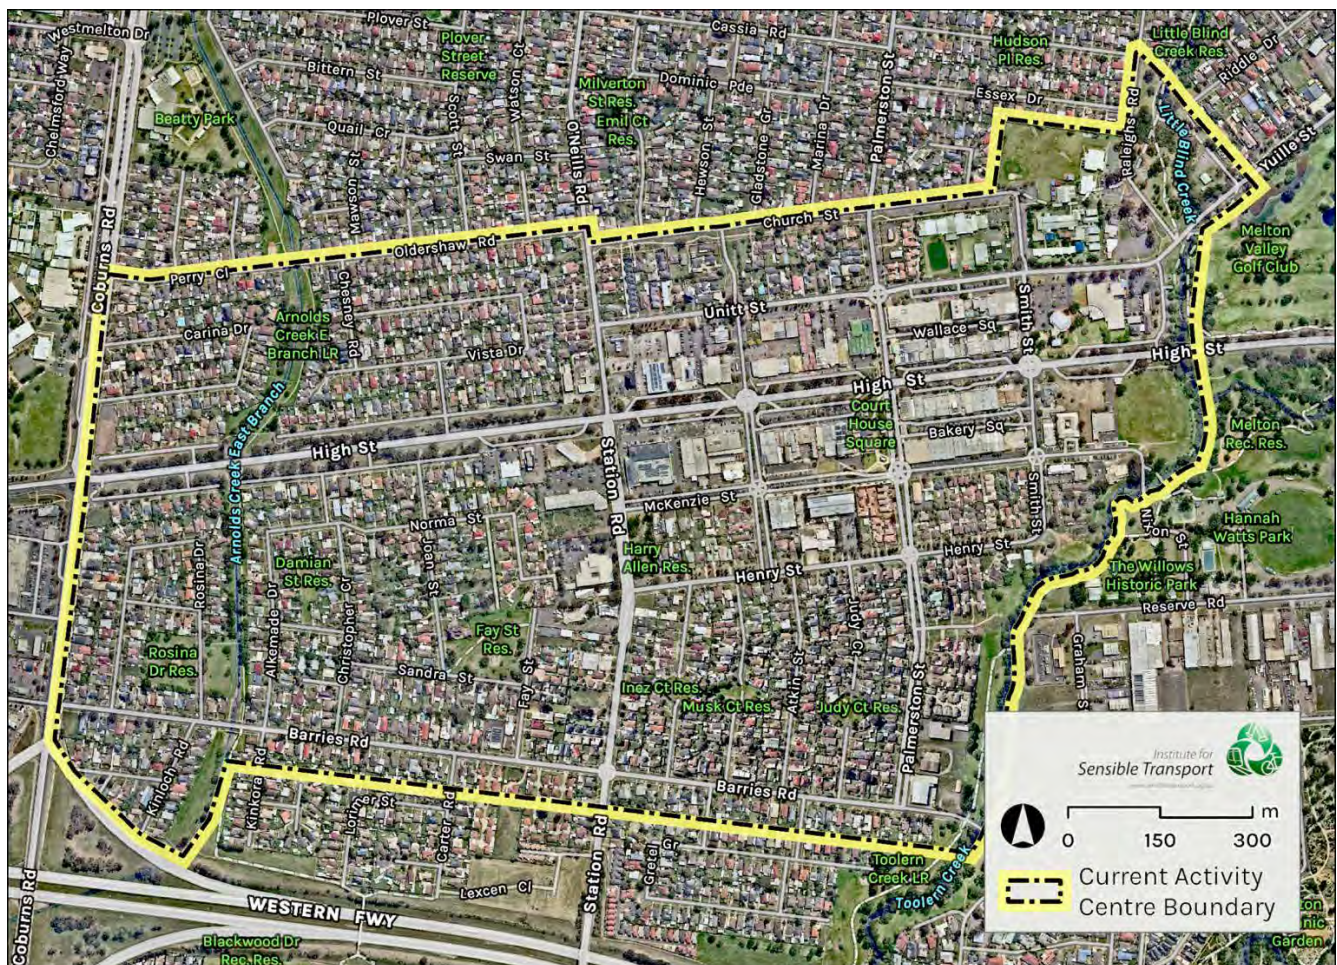 Westmelton Dr
Plover St
Cassia Rd
Little Blind
Creek Res.
Riddle Dr
Chelmesfordway
Plover
Street
Reserve
Watson Ct
Hudson
Pl Res.
Bittern St
Scott St
Milverton
St Res.
Emil Ct
Res.
Dominic Pde
Essex Dr
Raleighs Rd
Beatty Park
Quail Cr
Swan St
Mawson St
ONeills Rd
Hewson St
Gladstone Gr
Marina Dr
Palmerston St
Little Blind Creek
Yuille St
Coburns Rd
Perry Cl
Oldershaw Rd
Church St
Melton
Valley
Golf Club
Carina Dr
Arnolds
Creek E.
Branch LR
Chesney Rd
Vista Dr
Unitt St
Wallace Sq
Smith St
High St
High St
Arnolds Creek East Branch
High St
Station Rd
Court
House
Square
Bakery Sq
Melton
Rec. Res.
McKenzie St
Smith St
Nixon St
Hannah
Watts Park
Norma St
Joan St
Rosina Dr
Damian
St Res.
Alkemade Dr
Christopher Cr
Harry
Allen Res.
Henry St
Henry St
The Willows
Historic Park
Reserve Rd
Graham S
Rosina
Dr Res.
Fay St
Res.
Sandra St
Fay St
Inez Ct Res.
Musk Ct Res.
Atkin St
Judy Cr
Judy Ct Res.
Palmerston St
Barries Rd
Barries Rd
Kinloch Rd
Kinkora Rd
Lorimer St
Carter Rd
Lexcen Cl
Station Rd
Gretel Gr
Toolern
Creek LR
Toolern Creek
Coburns Rd
WESTERN FWY
Blackwood Dr
Rec. Res.
Institute for
Sensible Transport
0 150 300 m
Current Activity
Centre Boundary
ton
nic
Garden